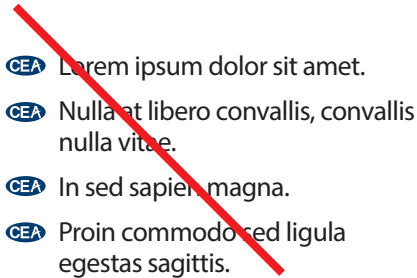 CEA Lorem ipsum dolor sit amet.
CEA Nulla at libero convallis, convallis
nulla vitae.
CEA In sed sapien magna.
CEA Proin commodo sed ligula
egestas sagittis.